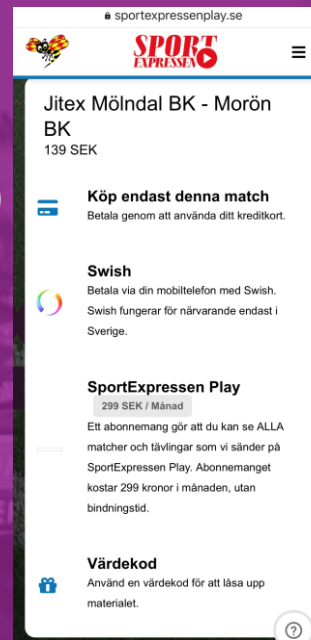 sportexpressenplay.se
SPORT
EXPRESSEN
Jitex Mölndal BK - Morön
BK
139 SEK
Köp endast denna match
Betala genom att använda ditt kreditkort.
Swish
Betala via din mobiltelefon med Swish.
Swish fungerar för närvarande endast i
Sverige.
SportExpressen Play
299 SEK / Månad
Ett abonnemang gör att du kan se ALLA
matcher och tävlingar som vi sänder på
SportExpressen Play. Abonnemanget
kostar 299 kronor i månaden, utan
bindningstid.
Värdekod
Använd en värdekod för att låsa upp
materialet.
?